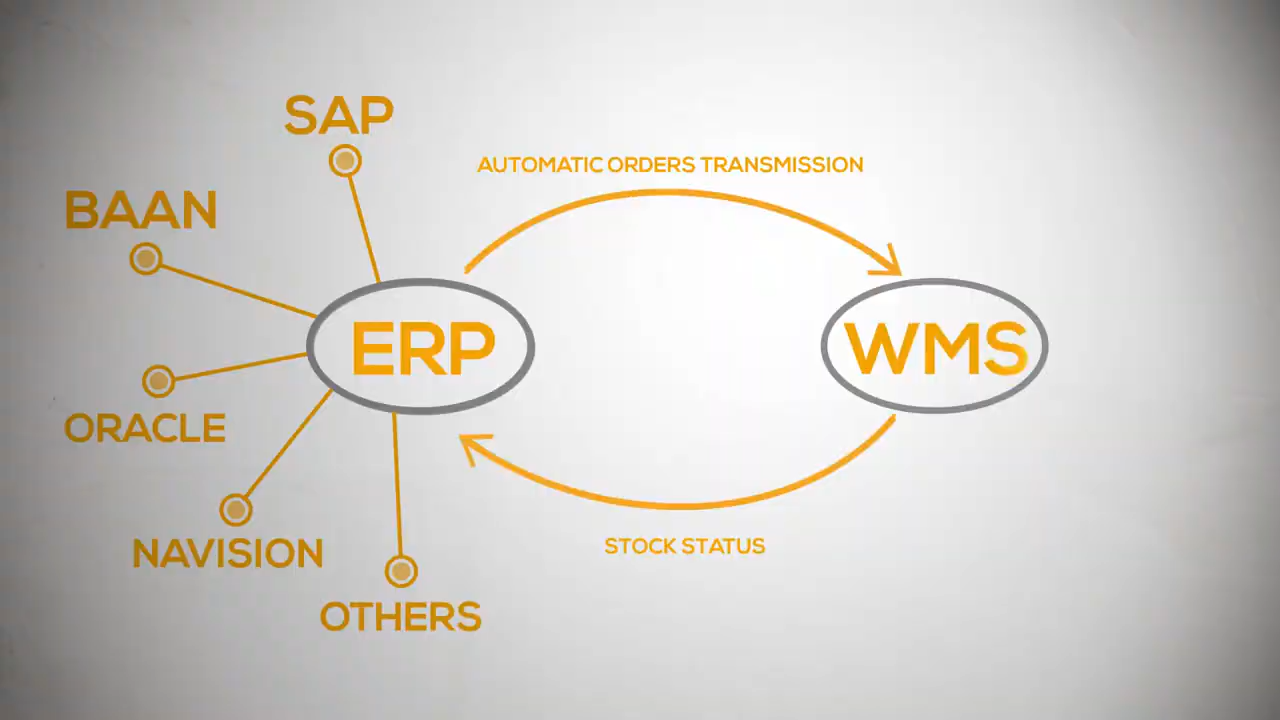 SAP
AUTOMATIC ORDERS TRANSMISSION
BAAN
ERP
WMS
ORACLE
NAVISION
STOCK STATUS
OTHERS